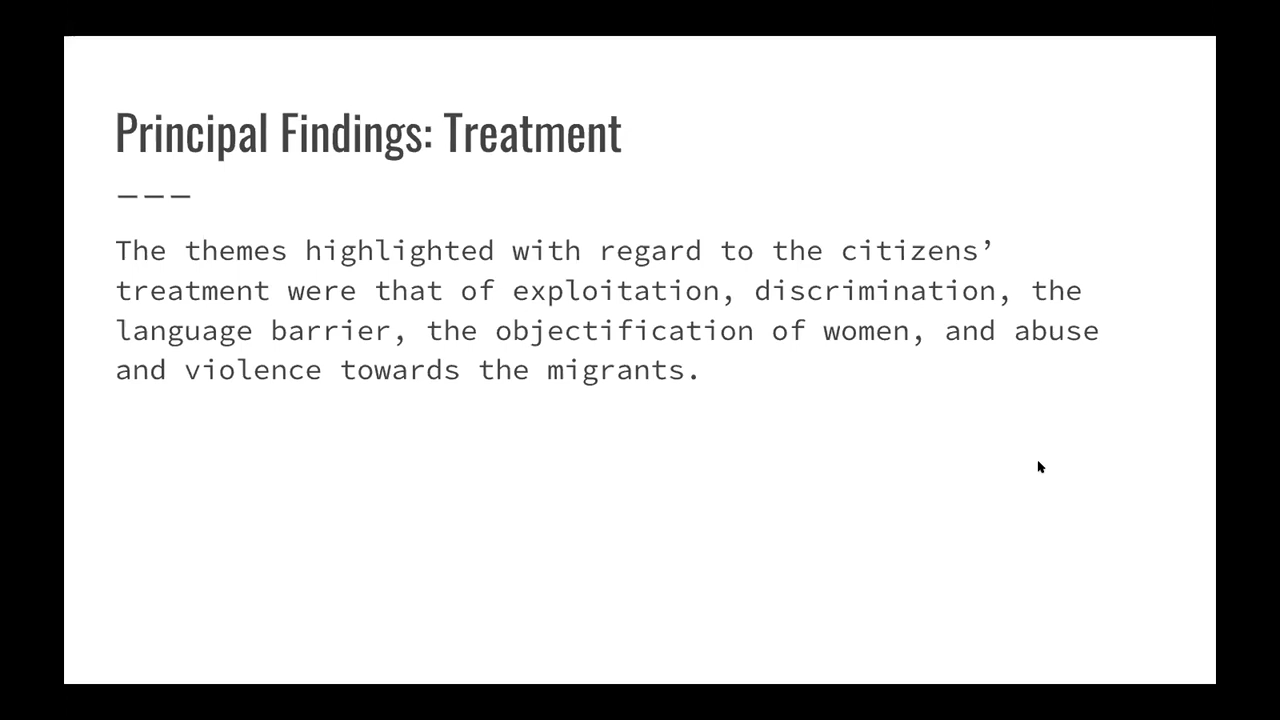 Principal Findings: Treatment
———
The themes highlighted with regard to the citizens’
treatment were that of exploitation, discrimination, the
language barrier, the objectification of women, and abuse
and violence towards the migrants.